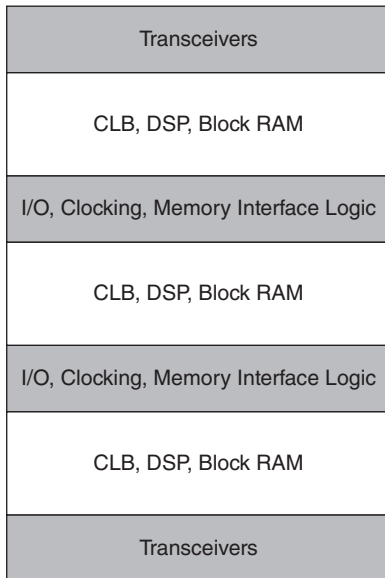 Transceivers
CLB, DSP, Block RAM
I/O, Clocking, Memory Interface Logic
CLB, DSP, Block RAM
I/O, Clocking, Memory Interface Logic
CLB, DSP, Block RAM
Transceivers